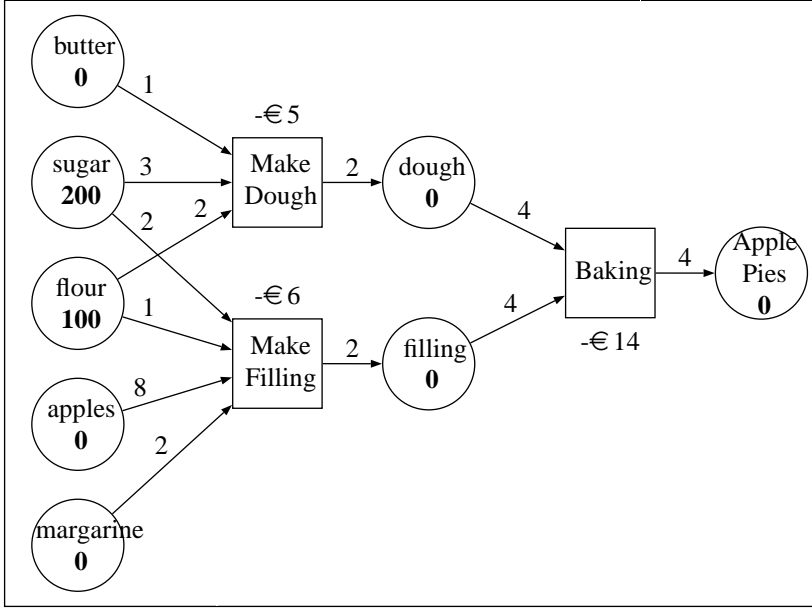 butter
0
1
-€5
sugar
200
3
Make
Dough
2
dough
0
2
2
4
Apple
Pies
0
Baking
4
flour
100
1
-€6
4
-€14
Make
Filling
2
filling
0
apples
0
8
2
margarine
0